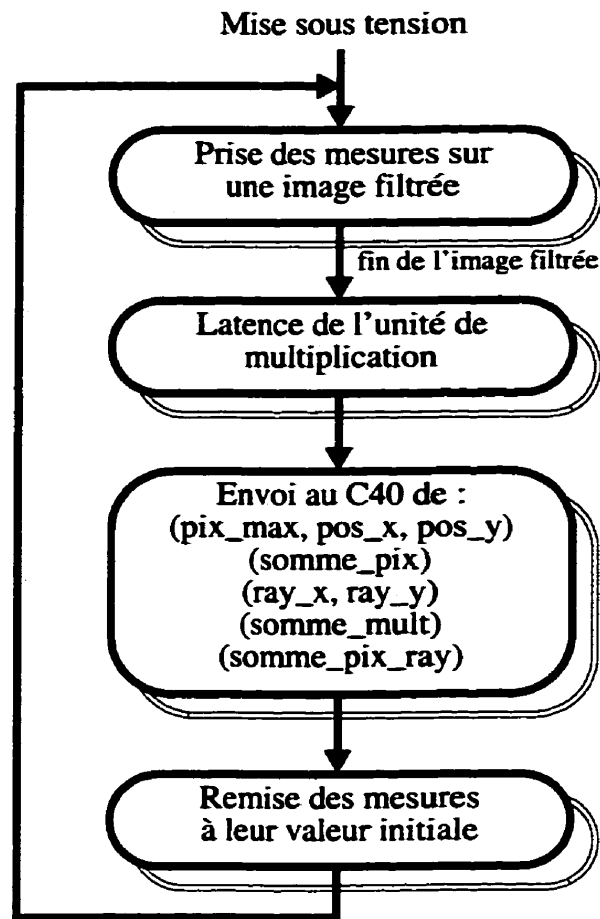 Mise sous tension
Prise des mesures sur
une image filtrée
fin de l'image filtrée
Latence de l'unité de
multiplication
Envoi au C40 de :
(pix_max, pos_x, pos_y)
(somme_pix)
(ray_x, ray_y)
(somme_mult)
(somme_pix_ray)
Remise des mesures
à leur valeur initiale